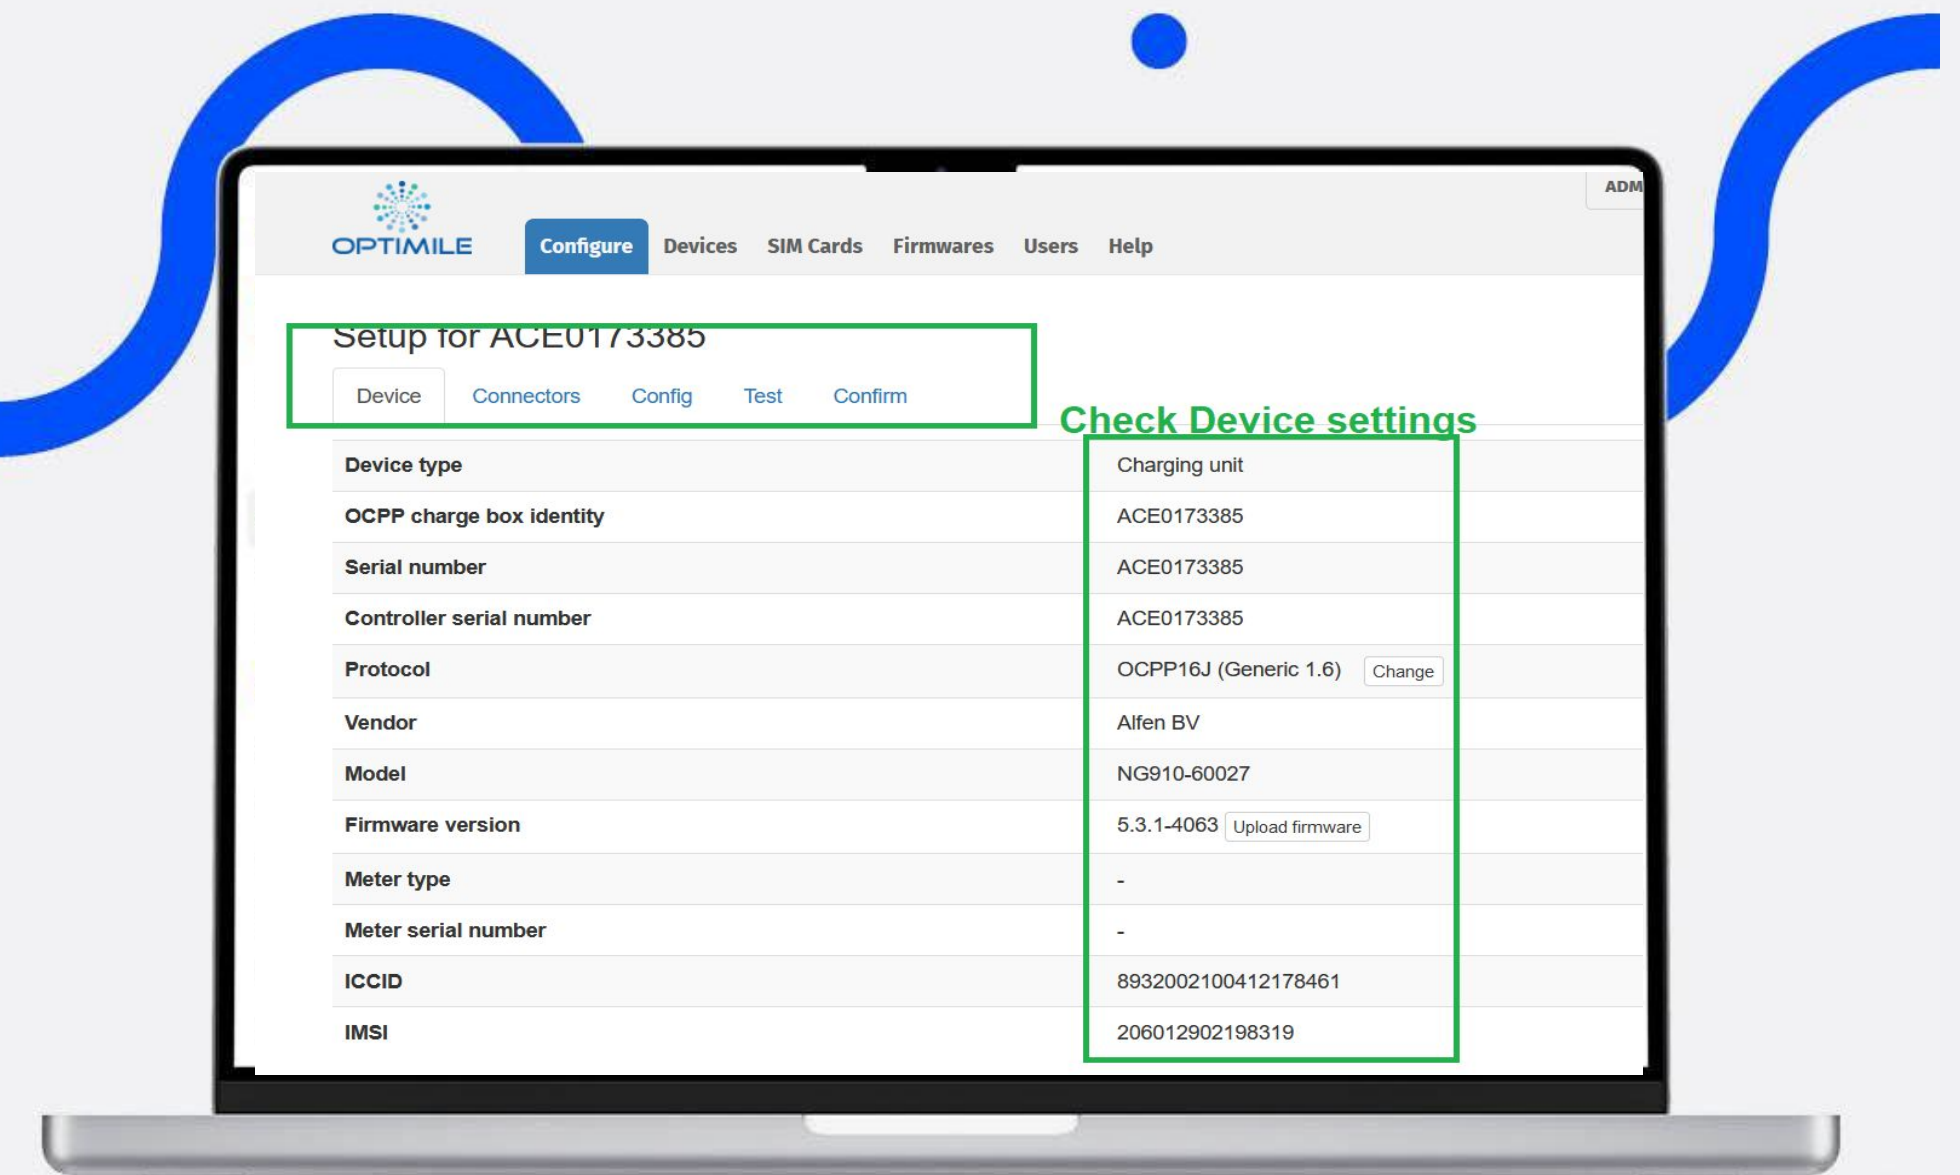 ADM
OPTIMILE
Configure Devices SIM Cards Firmwares Users Help
Setup for ACE0173385
Device Connectors Config Test Confirm
Check Device settings
Device type Charging unit
OCPP charge box identity ACE0173385
Serial number ACE0173385
Controller serial number ACE0173385
Protocol OCPP16J (Generic 1.6) Change
Vendor Alfen BV
Model NG910-60027
Firmware version 5.3.1-4063 Upload firmware
Meter type -
Meter serial number -
ICCID 8932002100412178461
IMSI 206012902198319